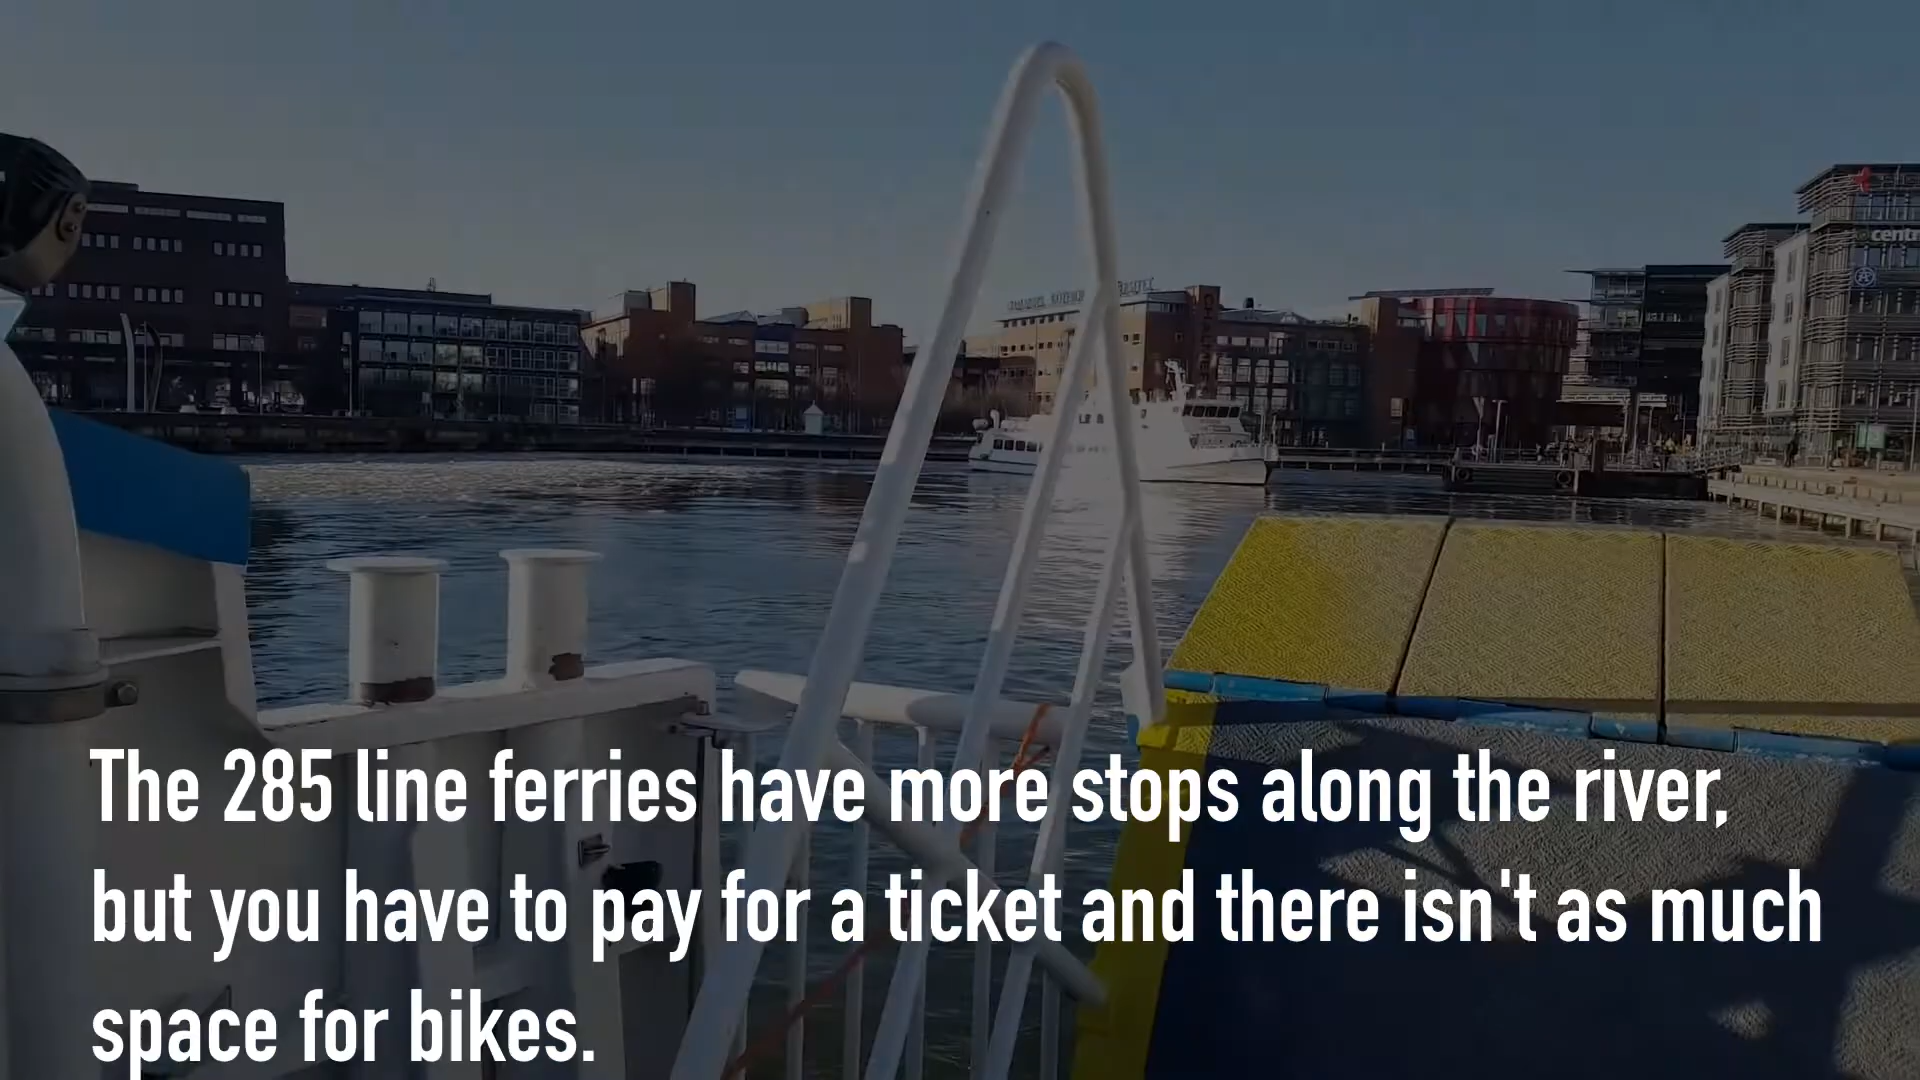 centr
The 285 line ferries have more stops along the river,
but you have to pay for a ticket and there isn't as much
space for bikes.